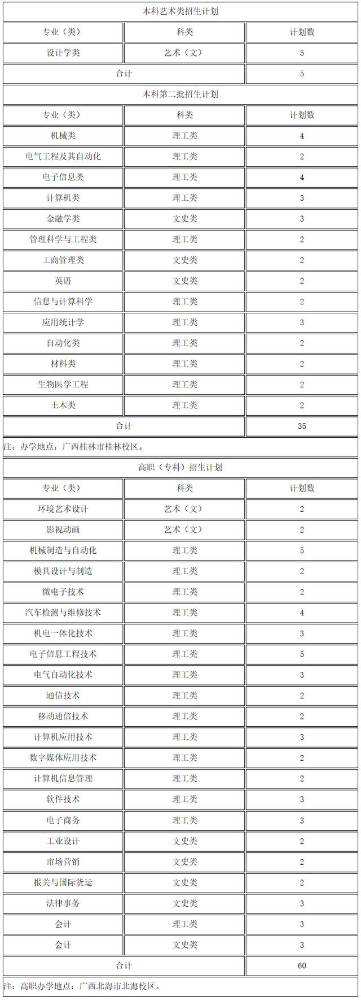 本科艺术类招生计划
专业（类） 科类 计划数
设计学类 艺术（文） 5
合计 5
本科第二批招生计划
专业（类） 科类 计划数
机械类 理工类 4
电气工程及其自动化 理工类 2
电子信息类 理工类 4
计算机类 理工类 3
金融学类 文史类 3
管理科学与工程类 理工类 2
工商管理类 文史类 2
英语 文史类 2
信息与计算科学 理工类 2
应用统计学 理工类 3
自动化类 理工类 2
材料类 理工类 2
生物医学工程 理工类 2
土木类 理工类 2
合计 35
注：办学地点：广西桂林市桂林校区。
高职（专科）招生计划
专业（类） 科类 计划数
环境艺术设计 艺术（文） 2
影视动画 艺术（文） 2
机械制造与自动化 理工类 5
模具设计与制造 理工类 2
微电子技术 理工类 2
汽车检测与维修技术 理工类 4
机电一体化技术 理工类 3
电子信息工程技术 理工类 5
电气自动化技术 理工类 3
通信技术 理工类 2
移动通信技术 理工类 2
计算机应用技术 理工类 3
数字媒体应用技术 理工类 2
计算机信息管理 理工类 2
软件技术 理工类 3
电子商务 理工类 3
工业设计 文史类 2
市场营销 文史类 2
报关与国际货运 文史类 2
法律事务 文史类 3
会计 理工类 3
会计 文史类 3
合计 60
注：高职办学地点：广西北海市北海校区。